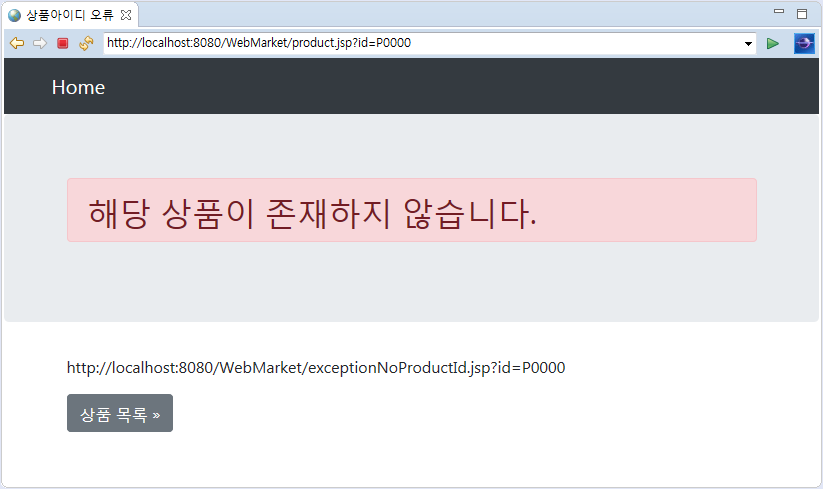 상품아이디 오류
http://localhost:8080/WebMarket/product.jsp?id=P0000
Home
해당 상품이 존재하지 않습니다.
http://localhost:8080/WebMarket/exceptionNoProductId.jsp?id=P0000
상품 목록 »